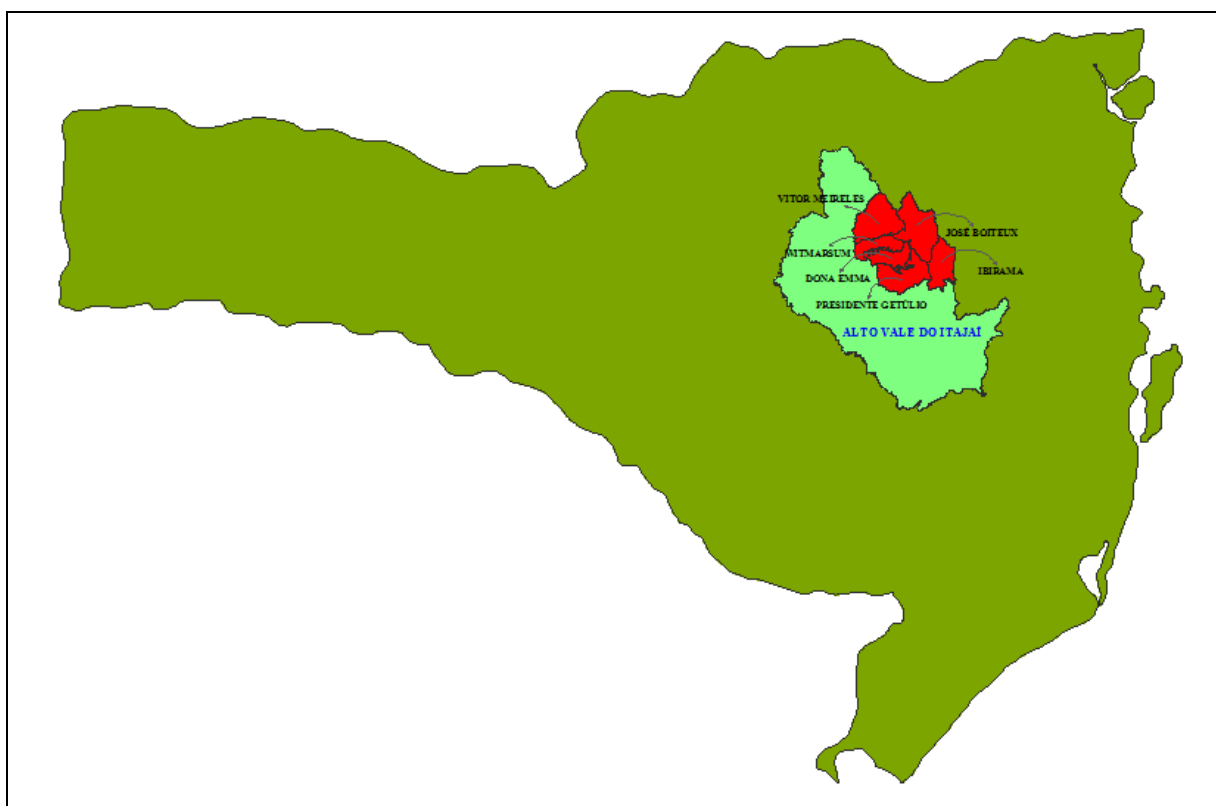 VITOR MEIRELES
JOSÉ BOITEUX
WITMARSUM
IBIRAMA
DONA EMMA
PRESIDENTE GETÚLIO
ALTO VALE DO ITAJAÍ